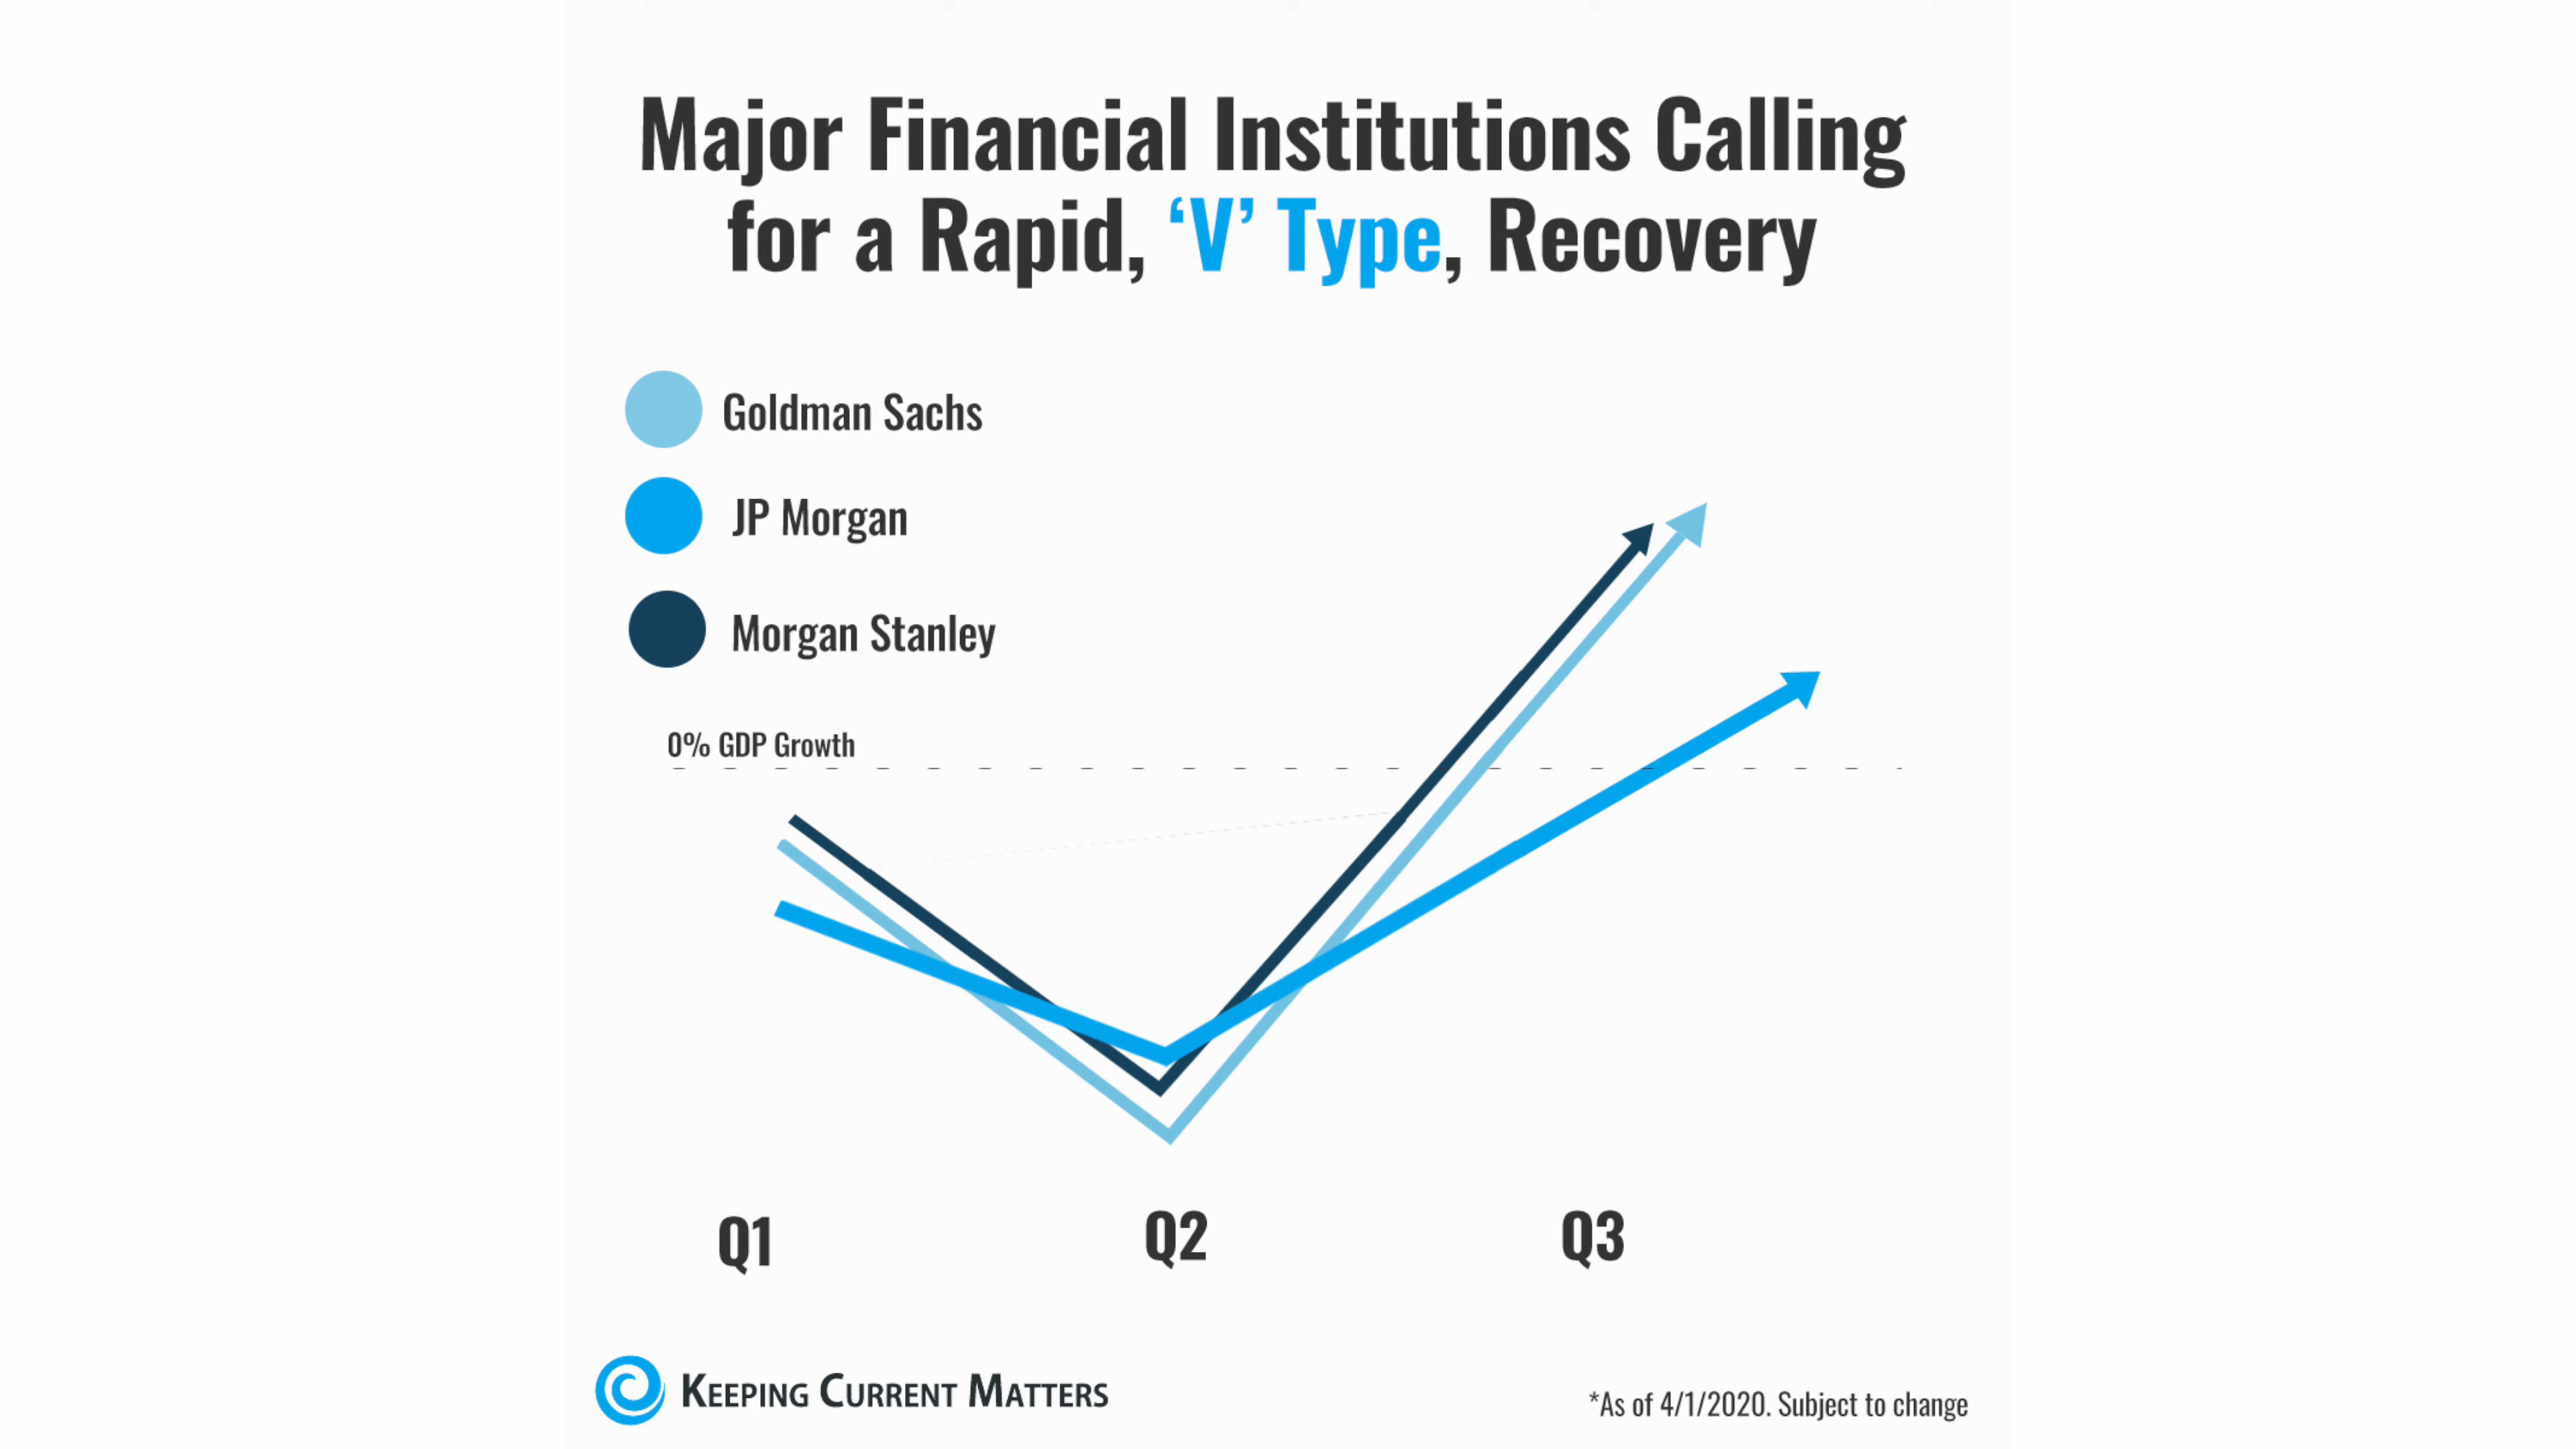 Major Financial Institutions Calling
for a Rapid, ‘V’ Type, Recovery
Goldman Sachs
JP Morgan
Morgan Stanley
0% GDP Growth
Q1
Q2
Q3
KEEPING CURRENT MATTERS
*As of 4/1/2020. Subject to change